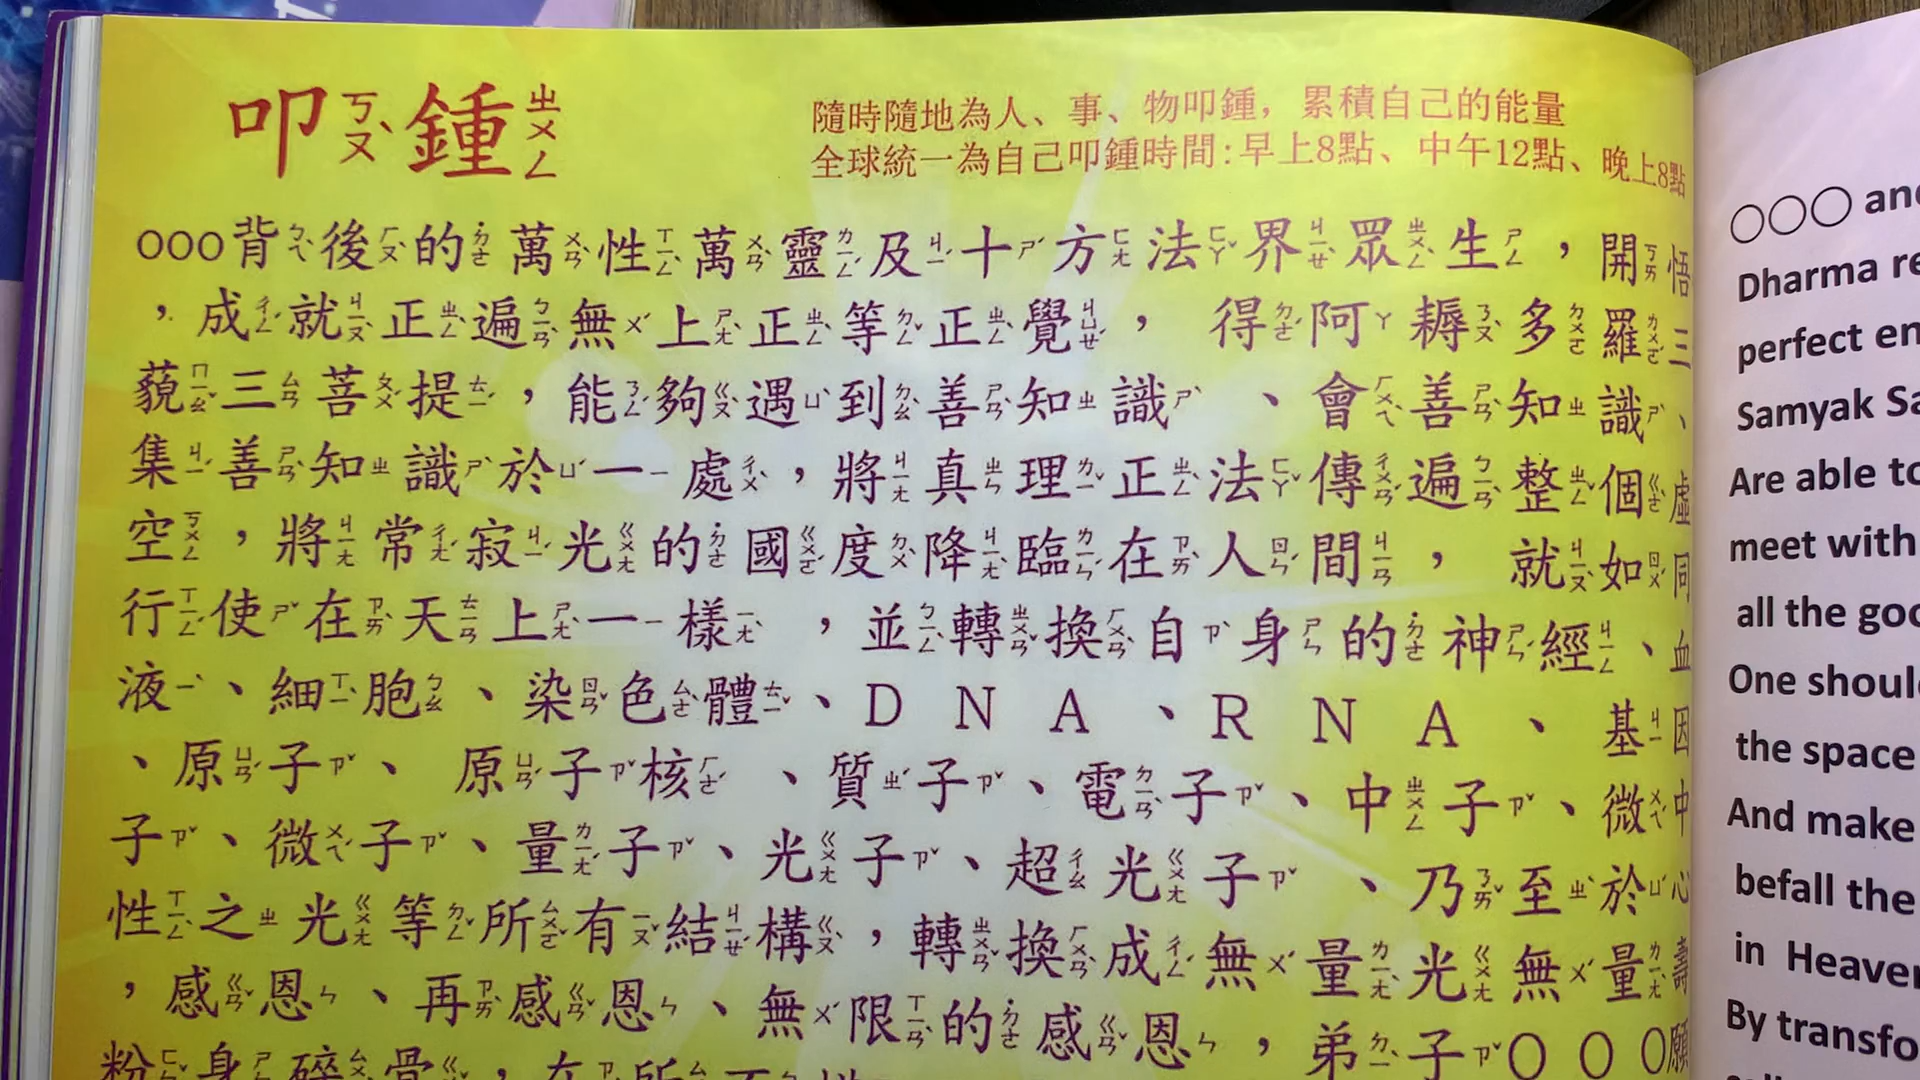 叩鍾
隨時隨地為人、事、物叩鍾，累積自己的能量
全球統一為自己叩鍾時間：早上8點、中午12點、晚上8點
○○○背後的萬性萬靈及十方法界眾生，開悟
，成就正遍無上正等正覺，得阿耨多羅三
藐三菩提，能夠遇到善知識、會善知識、
集善知識於一處，將真理正法傳遍整個虛
空，將常寂光的國度降臨在人間，就如同
行使在天上一樣，並轉換自身的神經、血
液、細胞、染色體、DNA、RNA、基因
、原子、原子核、質子、電子、中子、微中
子、微子、量子、光子、超光子、乃至於心
性之光等所有結構，轉換成無量光無量壽
，感恩、再感恩、無限的感恩，弟子○○○願
粉身碎骨，在所不惜
○○○ and
Dharma re
perfect en
Samyak Sa
Are able to
meet with
all the goo
One shoul
the space
And make
befall the
in Heaven
By transfo